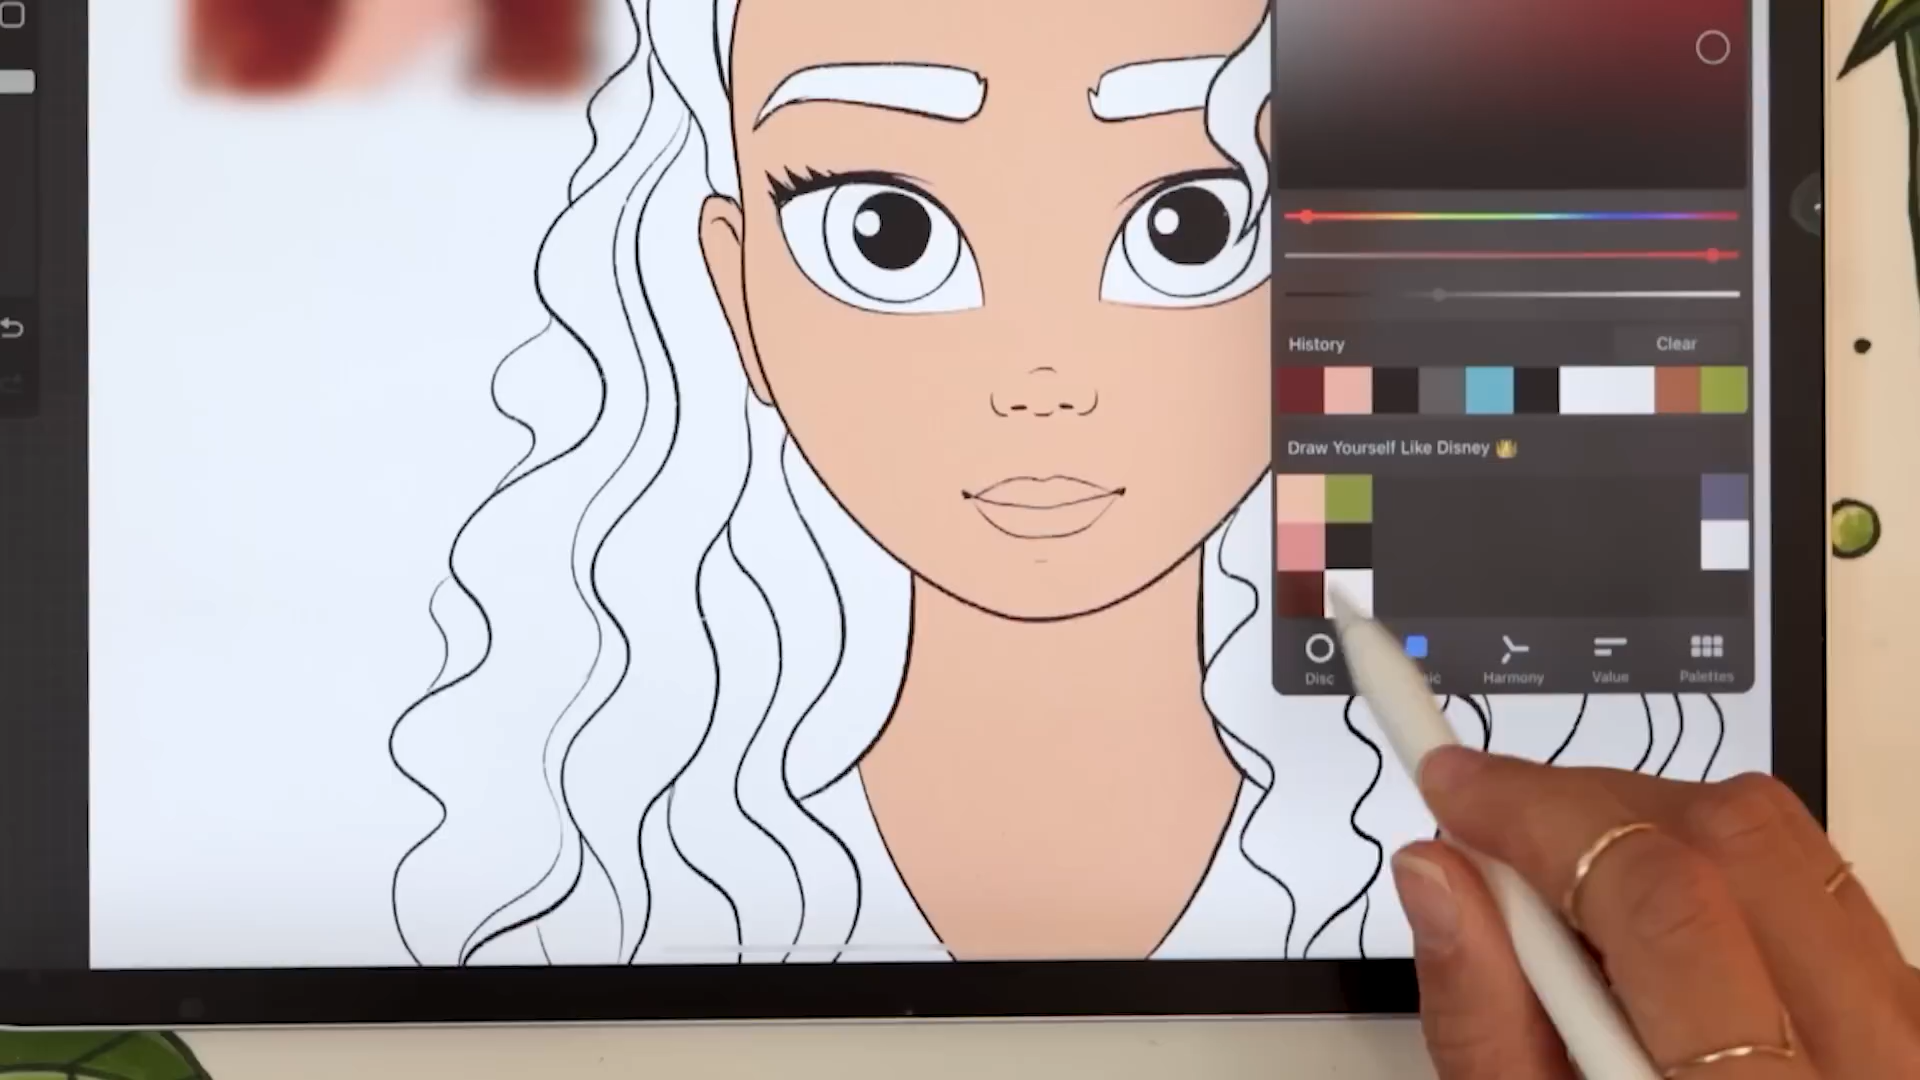 History Clear
Draw Yourself Like Disney 👑
Disc Harmony Value Palettes